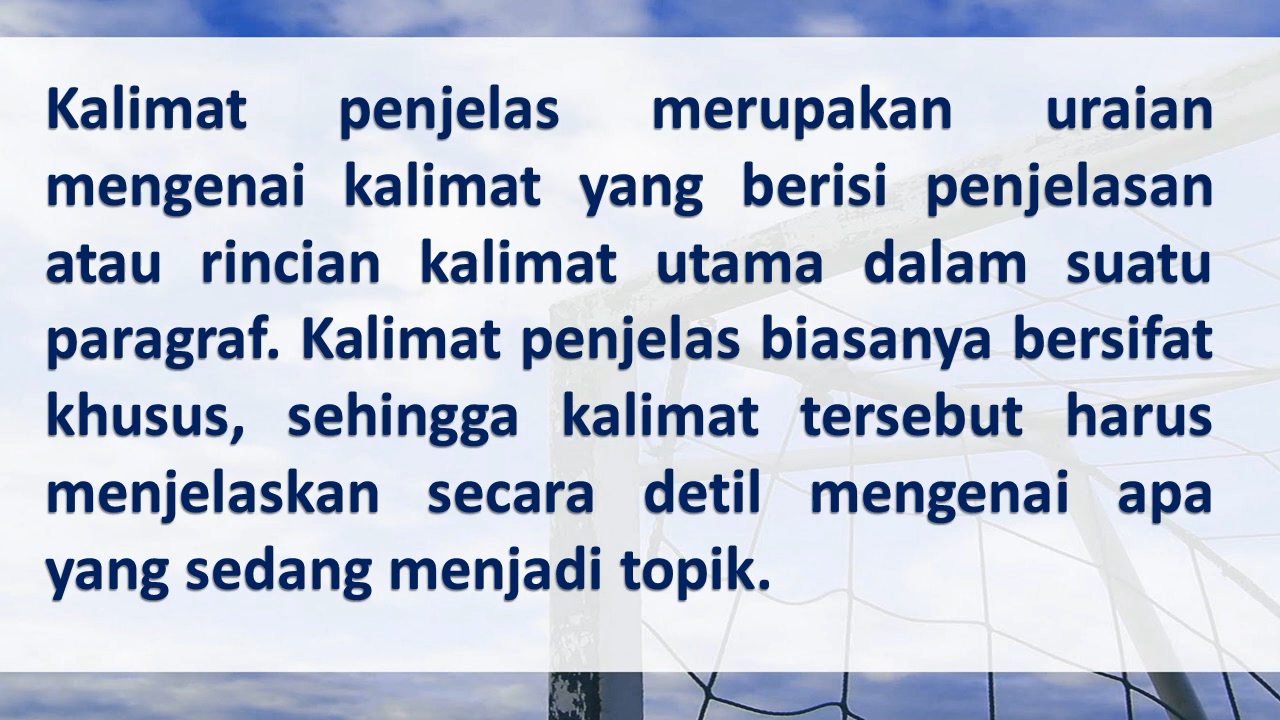 Kalimat penjelas merupakan uraian
mengenai kalimat yang berisi penjelasan
atau rincian kalimat utama dalam suatu
paragraf. Kalimat penjelas biasanya bersifat
khusus, sehingga kalimat tersebut harus
menjelaskan secara detil mengenai apa
yang sedang menjadi topik.